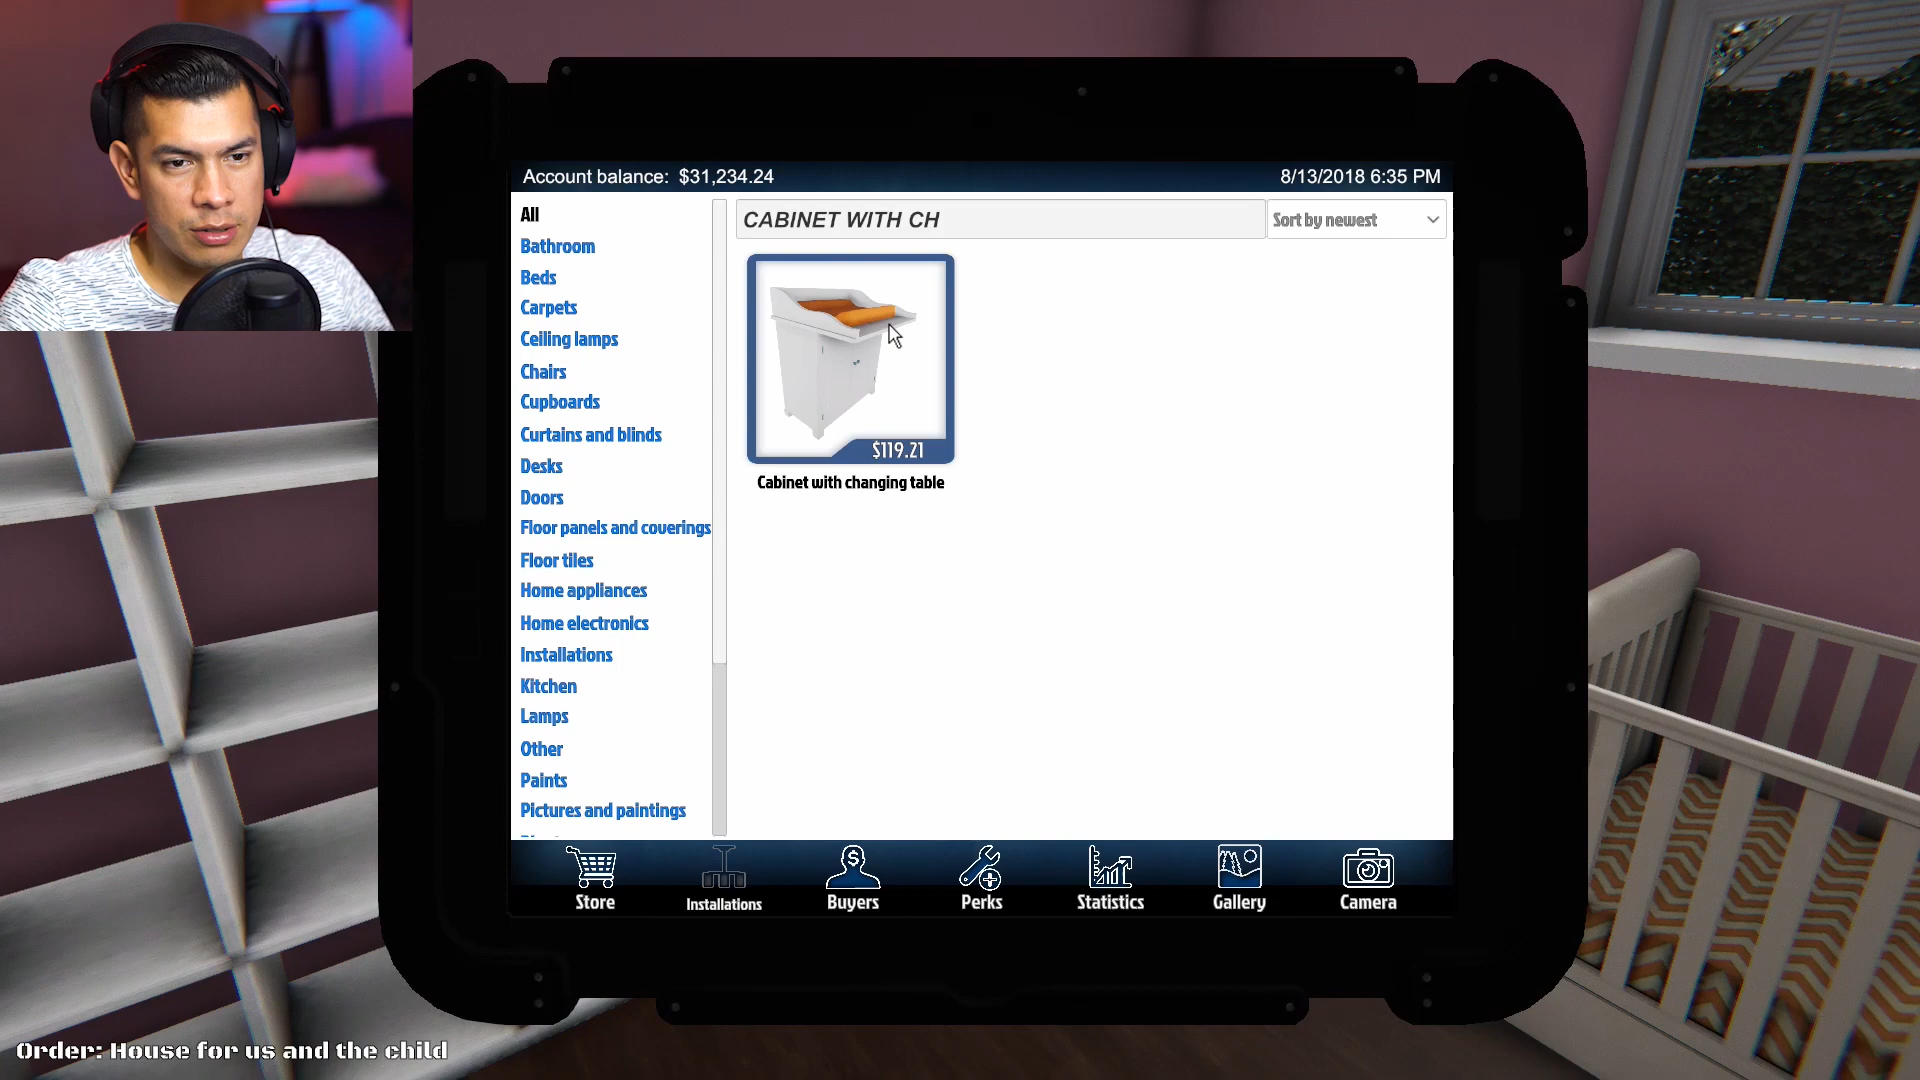 Account balance: $31,234.24
8/13/2018 6:35 PM
All
Bathroom
Beds
Carpets
Ceiling lamps
Chairs
Cupboards
Curtains and blinds
Desks
Doors
Floor panels and coverings
Floor tiles
Home appliances
Home electronics
Installations
Kitchen
Lamps
Other
Paints
Pictures and paintings
CABINET WITH CH
Sort by newest
$119.21
Cabinet with changing table
Store
Installations
Buyers
Perks
Statistics
Gallery
Camera
Order: House for us and the child